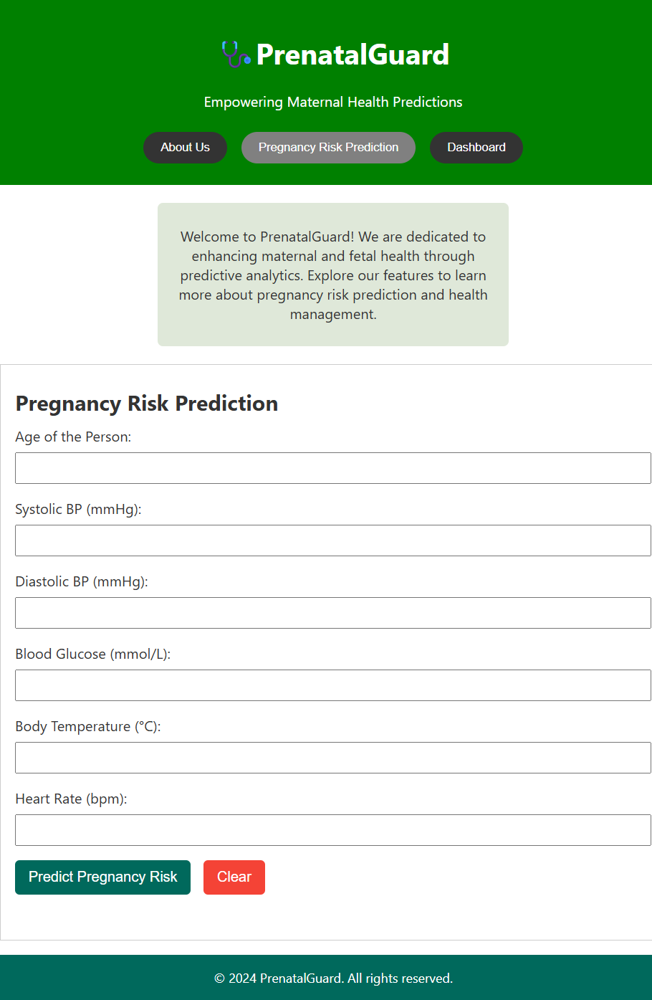 PrenatalGuard
Empowering Maternal Health Predictions
About Us
Pregnancy Risk Prediction
Dashboard
Welcome to PrenatalGuard! We are dedicated to
enhancing maternal and fetal health through
predictive analytics. Explore our features to learn
more about pregnancy risk prediction and health
management.
Pregnancy Risk Prediction
Age of the Person:
Systolic BP (mmHg):
Diastolic BP (mmHg):
Blood Glucose (mmol/L):
Body Temperature (°C):
Heart Rate (bpm):
Predict Pregnancy Risk
Clear
© 2024 PrenatalGuard. All rights reserved.